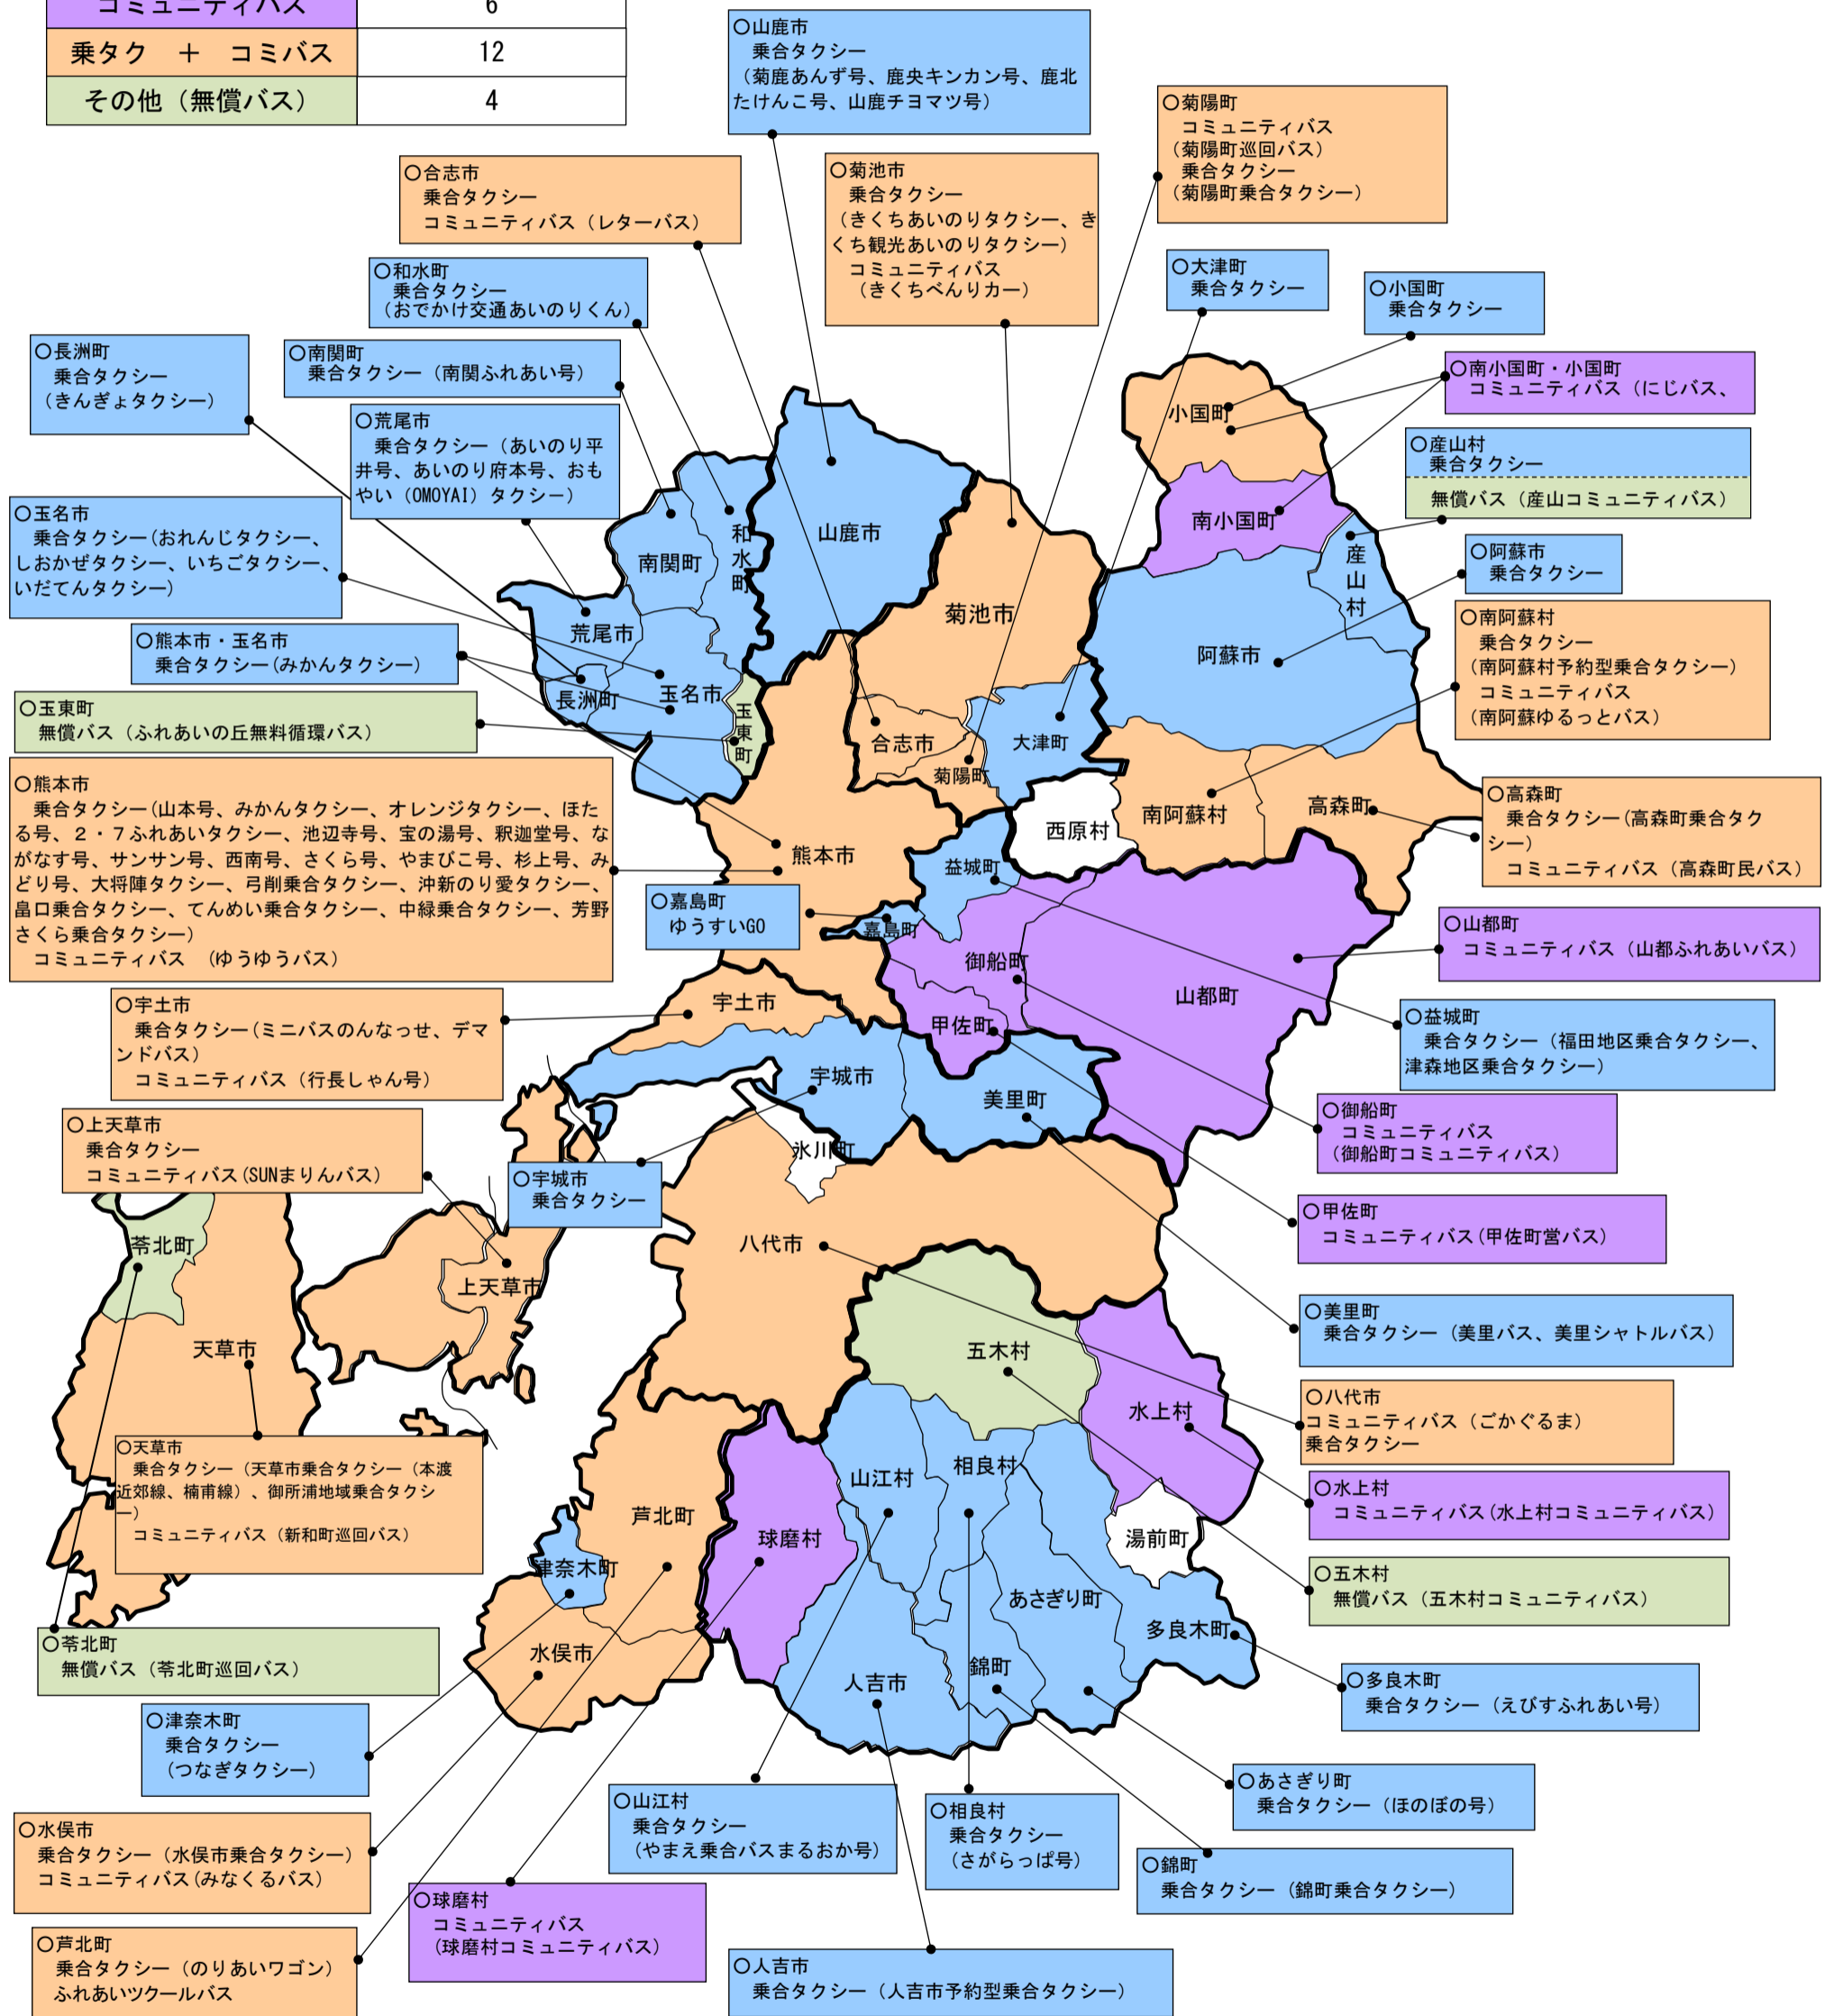 コミュニティバス 6
乗タク ＋ コミバス 12
その他（無償バス） 4
○山鹿市
乗合タクシー
（菊鹿あんず号、鹿央キンカン号、鹿北
たけんこ号、山鹿チヨマツ号）
○菊陽町
コミュニティバス
（菊陽町巡回バス）
乗合タクシー
（菊陽町乗合タクシー）
○合志市
乗合タクシー
コミュニティバス（レターバス）
○菊池市
乗合タクシー
（きくちあいのりタクシー、き
くち観光あいのりタクシー）
コミュニティバス
（きくちべんりカー）
○和水町
乗合タクシー
（おでかけ交通あいのりくん）
○大津町
乗合タクシー
○小国町
乗合タクシー
○長洲町
乗合タクシー
（きんぎょタクシー）
○南関町
乗合タクシー（南関ふれあい号）
○南小国町・小国町
コミュニティバス（にじバス、
○荒尾市
乗合タクシー（あいのり平
井号、あいのり府本号、おも
やい（OMOYAI）タクシー）
○産山村
乗合タクシー
無償バス（産山コミュニティバス）
○玉名市
乗合タクシー(おれんじタクシー、
しおかぜタクシー、いちごタクシー、
いだてんタクシー）
○阿蘇市
乗合タクシー
○熊本市・玉名市
乗合タクシー(みかんタクシー）
○南阿蘇村
乗合タクシー
（南阿蘇村予約型乗合タクシー）
コミュニティバス
（南阿蘇ゆるっとバス）
○玉東町
無償バス（ふれあいの丘無料循環バス）
○熊本市
乗合タクシー(山本号、みかんタクシー、オレンジタクシー、ほた
る号、２・７ふれあいタクシー、池辺寺号、宝の湯号、釈迦堂号、な
がなす号、サンサン号、西南号、さくら号、やまびこ号、杉上号、み
どり号、大将陣タクシー、弓削乗合タクシー、沖新のり愛タクシー、
畠口乗合タクシー、てんめい乗合タクシー、中緑乗合タクシー、芳野
さくら乗合タクシー）
コミュニティバス （ゆうゆうバス）
○高森町
乗合タクシー(高森町乗合タク
シー）
コミュニティバス（高森町民バス）
○嘉島町
ゆうすいGO
○山都町
コミュニティバス（山都ふれあいバス）
○宇土市
乗合タクシー(ミニバスのんなっせ、デマ
ンドバス）
コミュニティバス（行長しゃん号）
○益城町
乗合タクシー（福田地区乗合タクシー、
津森地区乗合タクシー）
○御船町
コミュニティバス
（御船町コミュニティバス）
○上天草市
乗合タクシー
コミュニティバス(SUNまりんバス）
○宇城市
乗合タクシー
○甲佐町
コミュニティバス(甲佐町営バス）
○美里町
乗合タクシー（美里バス、美里シャトルバス）
○八代市
コミュニティバス（ごかぐるま）
乗合タクシー
○天草市
乗合タクシー（天草市乗合タクシー（本渡
近郊線、楠甫線）、御所浦地域乗合タクシ
ー）
コミュニティバス（新和町巡回バス）
○水上村
コミュニティバス(水上村コミュニティバス）
○五木村
無償バス（五木村コミュニティバス）
○苓北町
無償バス（苓北町巡回バス）
○多良木町
乗合タクシー（えびすふれあい号）
○津奈木町
乗合タクシー
（つなぎタクシー）
○あさぎり町
乗合タクシー（ほのぼの号）
○山江村
乗合タクシー
（やまえ乗合バスまるおか号）
○相良村
乗合タクシー
（さがらっぱ号）
○水俣市
乗合タクシー（水俣市乗合タクシー）
コミュニティバス(みなくるバス）
○錦町
乗合タクシー（錦町乗合タクシー）
○球磨村
コミュニティバス
（球磨村コミュニティバス）
○芦北町
乗合タクシー（のりあいワゴン）
ふれあいツクールバス
○人吉市
乗合タクシー（人吉市予約型乗合タクシー）
小国町
南小国町
産山村
和水町
山鹿市
南関町
菊池市
荒尾市
阿蘇市
長洲町
玉名市
玉東町
合志市
大津町
菊陽町
南阿蘇村
高森町
西原村
熊本市
益城町
嘉島町
御船町
山都町
宇土市
甲佐町
宇城市
美里町
氷川町
八代市
苓北町
上天草市
天草市
五木村
水上村
山江村
相良村
芦北町
球磨村
湯前町
津奈木町
あさぎり町
多良木町
水俣市
錦町
人吉市